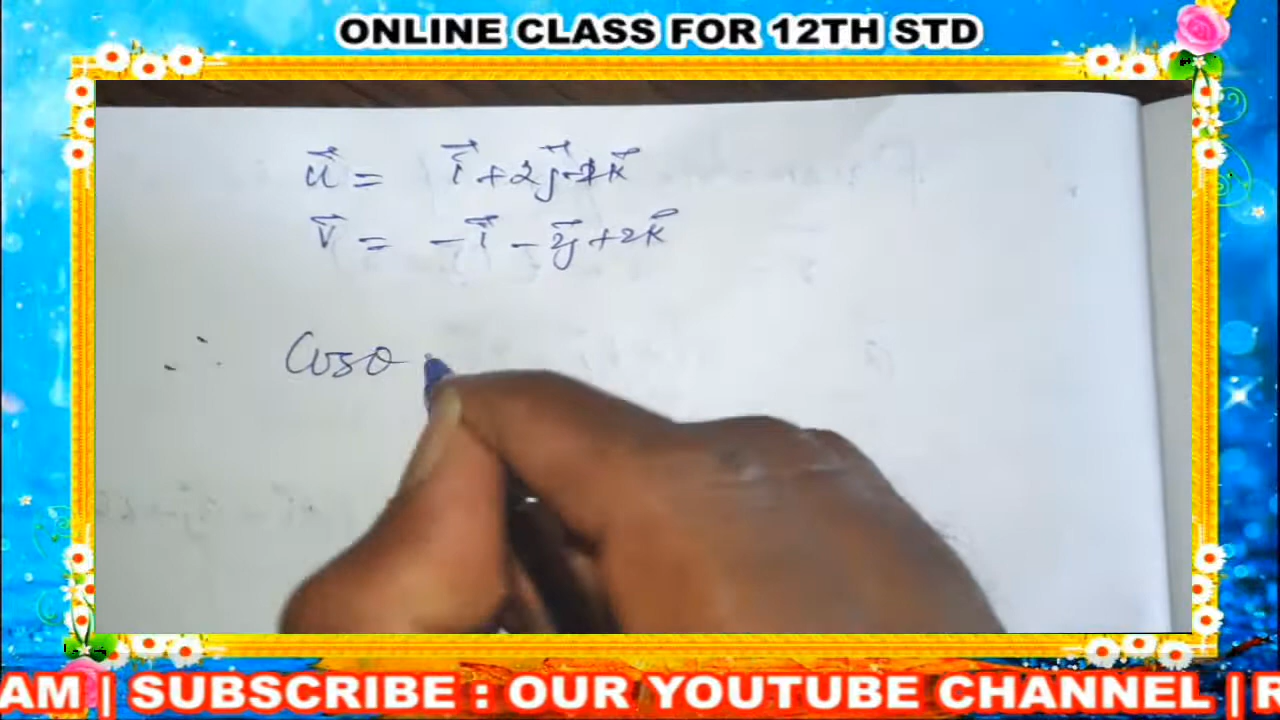 ONLINE CLASS FOR 12TH STD
u⃗ = i⃗ + 2j⃗ - 2k⃗
v⃗ = - i⃗ - 2j⃗ + 2k⃗
∴ Cosθ
AM | SUBSCRIBE : OUR YOUTUBE CHANNEL | R